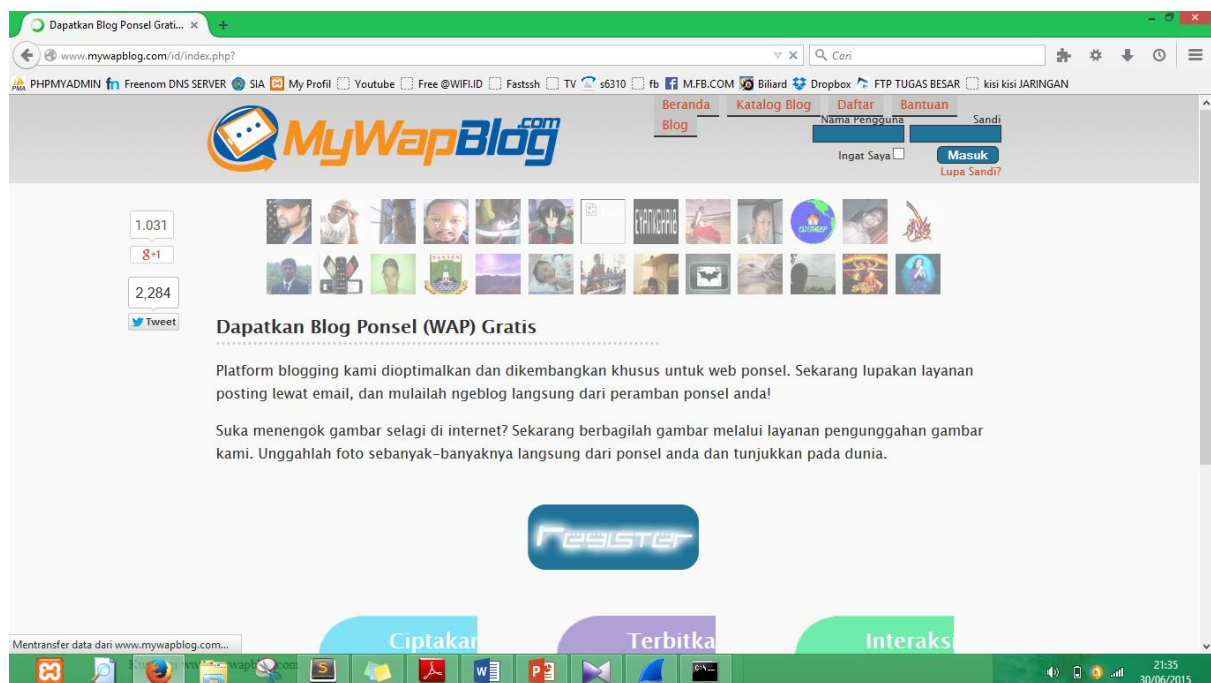 Dapatkan Blog Ponsel Grati... × +
www.mywapblog.com/id/index.php?
Cari
PHPMYADMIN Freenom DNS SERVER SIA My Profil Youtube Free @WIFI.ID Fastssh TV s6310 fb M.FB.COM Biliard Dropbox FTP TUGAS BESAR kisi kisi JARINGAN
MyWapBlog.com
Beranda Katalog Blog Daftar Bantuan
Blog
Nama Pengguna Sandi
Ingat Saya Masuk
Lupa Sandi?
1.031
g+1
2,284
Tweet
BANTEN
Dapatkan Blog Ponsel (WAP) Gratis
Platform blogging kami dioptimalkan dan dikembangkan khusus untuk web ponsel. Sekarang lupakan layanan
posting lewat email, dan mulailah ngeblog langsung dari peramban ponsel anda!
Suka menengok gambar selagi di internet? Sekarang berbagilah gambar melalui layanan pengunggahan gambar
kami. Unggahlah foto sebanyak-banyaknya langsung dari ponsel anda dan tunjukkan pada dunia.
Register
Ciptakan Terbitka Interaks
Mentransfer data dari www.mywapblog.com...
21:35
30/06/2015